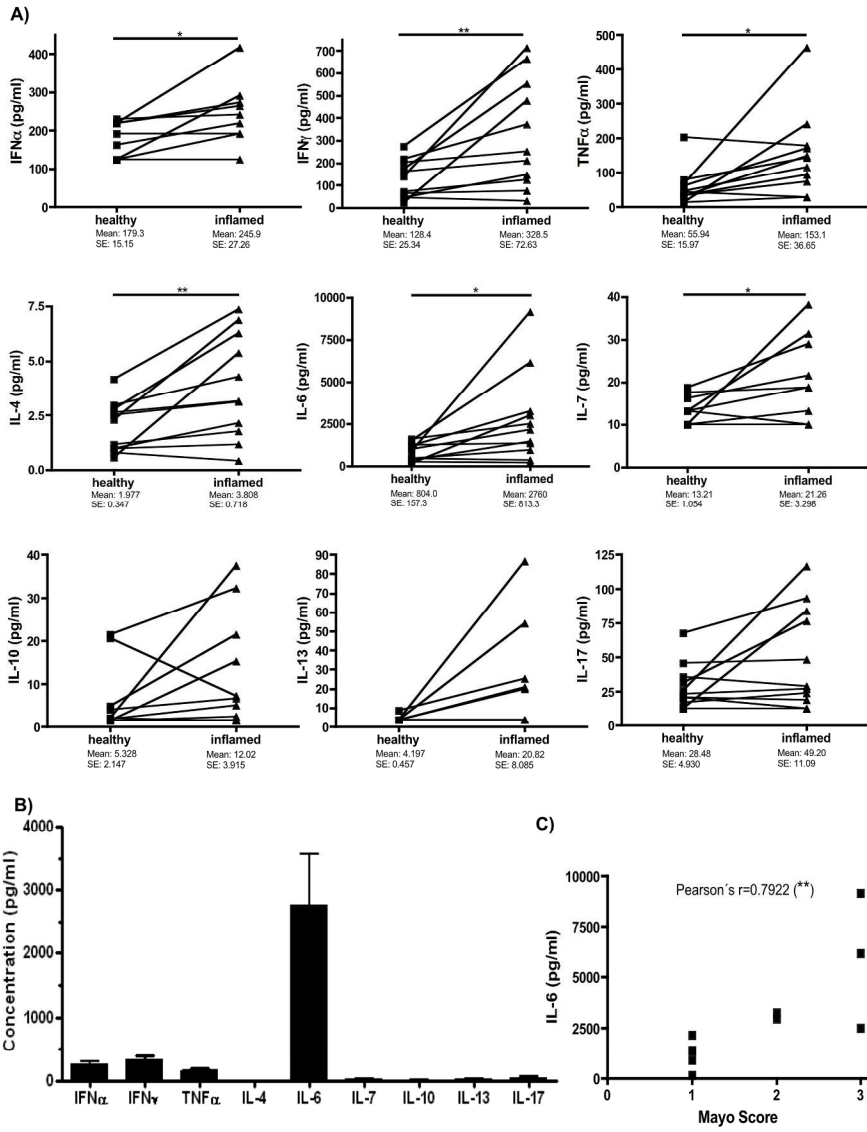 A)
IFNα (pg/ml)
400
300
200
100
0
*
healthy
Mean: 179.3
SE: 15.15
inflamed
Mean: 245.9
SE: 27.26
IFNγ (pg/ml)
700
600
500
400
300
200
100
0
**
healthy
Mean: 128.4
SE: 25.34
inflamed
Mean: 328.5
SE: 72.63
TNFα (pg/ml)
500
400
300
200
100
0
*
healthy
Mean: 55.94
SE: 15.97
inflamed
Mean: 153.1
SE: 36.65
IL-4 (pg/ml)
7.5
5.0
2.5
0.0
**
healthy
Mean: 1.977
SE: 0.347
inflamed
Mean: 3.808
SE: 0.718
IL-6 (pg/ml)
10000
7500
5000
2500
0
*
healthy
Mean: 804.0
SE: 157.3
inflamed
Mean: 2760
SE: 813.3
IL-7 (pg/ml)
40
30
20
10
0
*
healthy
Mean: 13.21
SE: 1.054
inflamed
Mean: 21.26
SE: 3.298
IL-10 (pg/ml)
40
30
20
10
0
healthy
Mean: 5.328
SE: 2.147
inflamed
Mean: 12.02
SE: 3.915
IL-13 (pg/ml)
90
80
70
60
50
40
30
20
10
0
healthy
Mean: 4.197
SE: 0.457
inflamed
Mean: 20.82
SE: 8.085
IL-17 (pg/ml)
125
100
75
50
25
0
healthy
Mean: 28.48
SE: 4.930
inflamed
Mean: 49.20
SE: 11.09
B)
Concentration (pg/ml)
4000
3000
2000
1000
0
IFNα IFNγ TNFα IL-4 IL-6 IL-7 IL-10 IL-13 IL-17
C)
Pearson´s r=0.7922 (**)
IL-6 (pg/ml)
10000
7500
5000
2500
0
0 1 2 3
Mayo Score